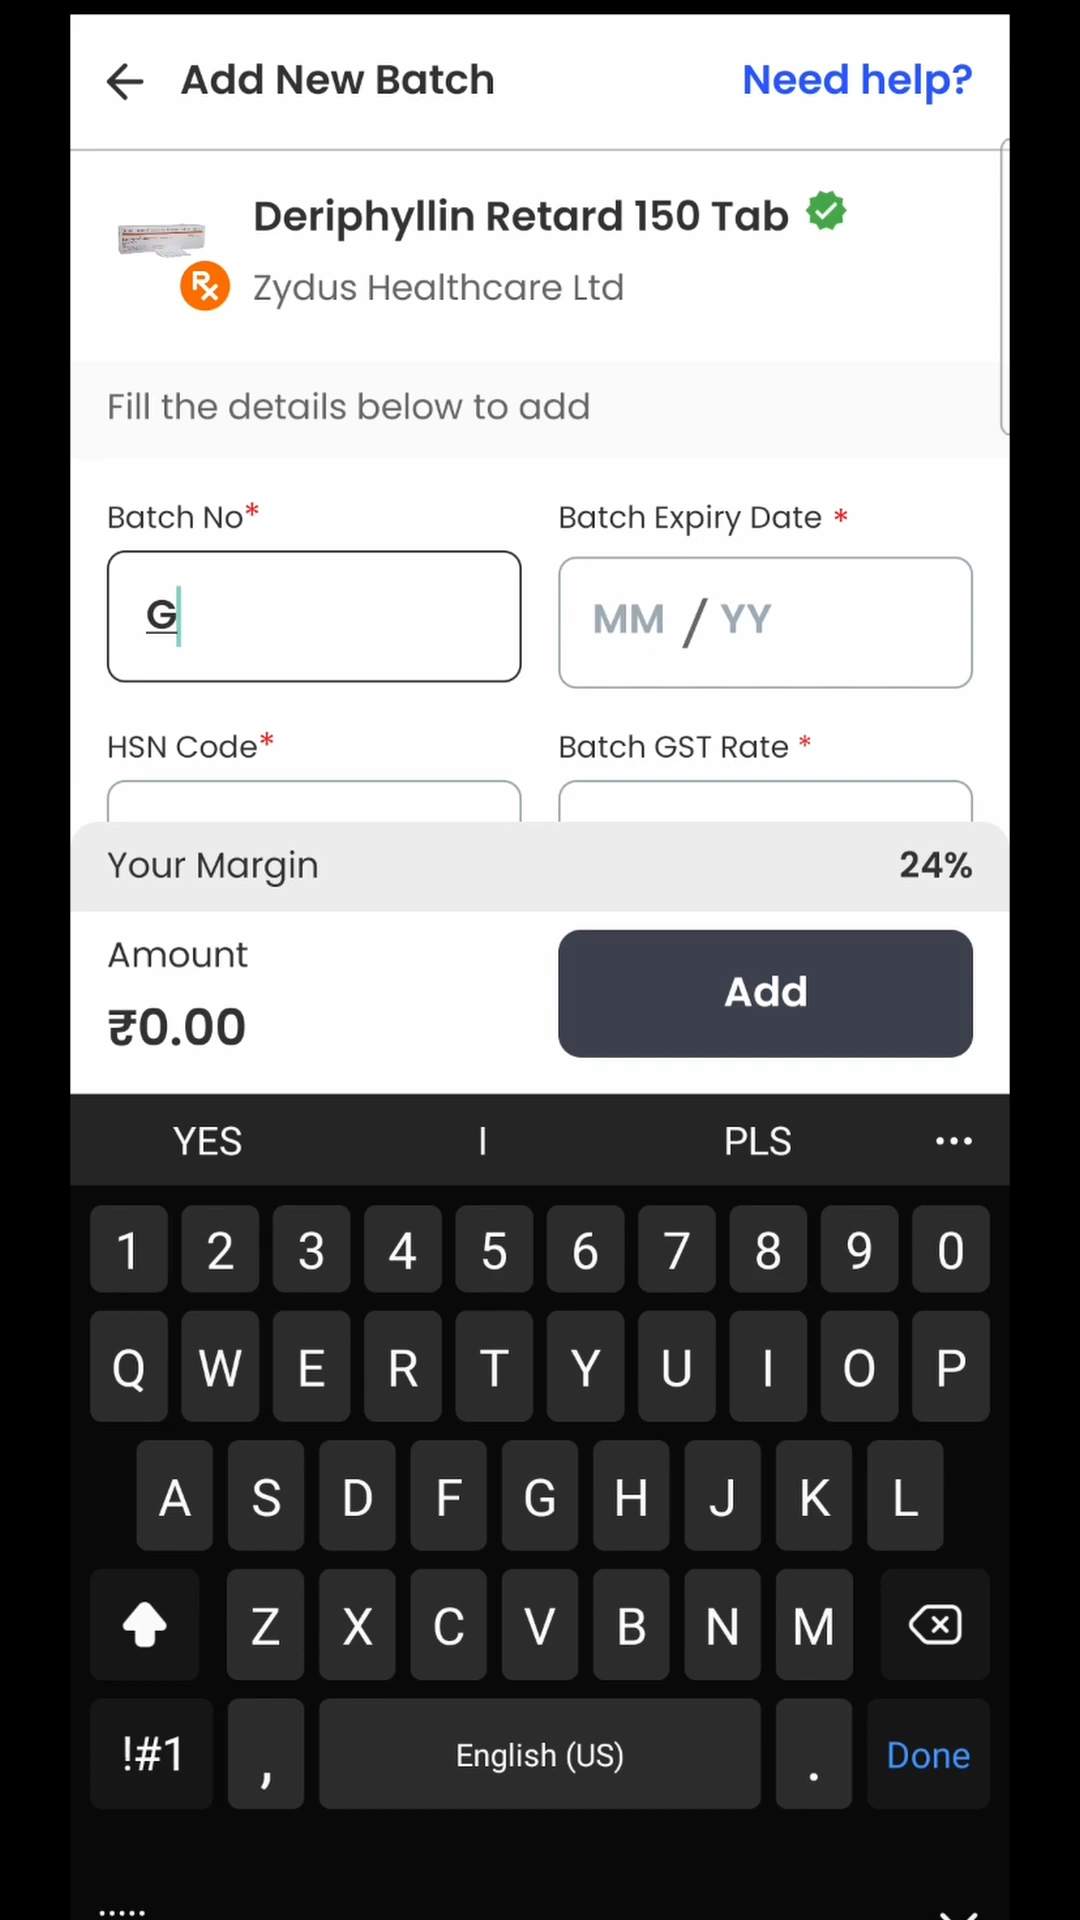 Add New Batch Need help?
Deriphyllin Retard 150 Tab
Rx Zydus Healthcare Ltd
Fill the details below to add
Batch No* Batch Expiry Date *
G MM / YY
HSN Code* Batch GST Rate *
Your Margin 24%
Amount
₹0.00
Add
YES I PLS ...
1 2 3 4 5 6 7 8 9 0
Q W E R T Y U I O P
A S D F G H J K L
Z X C V B N M
!#1 , English (US) . Done